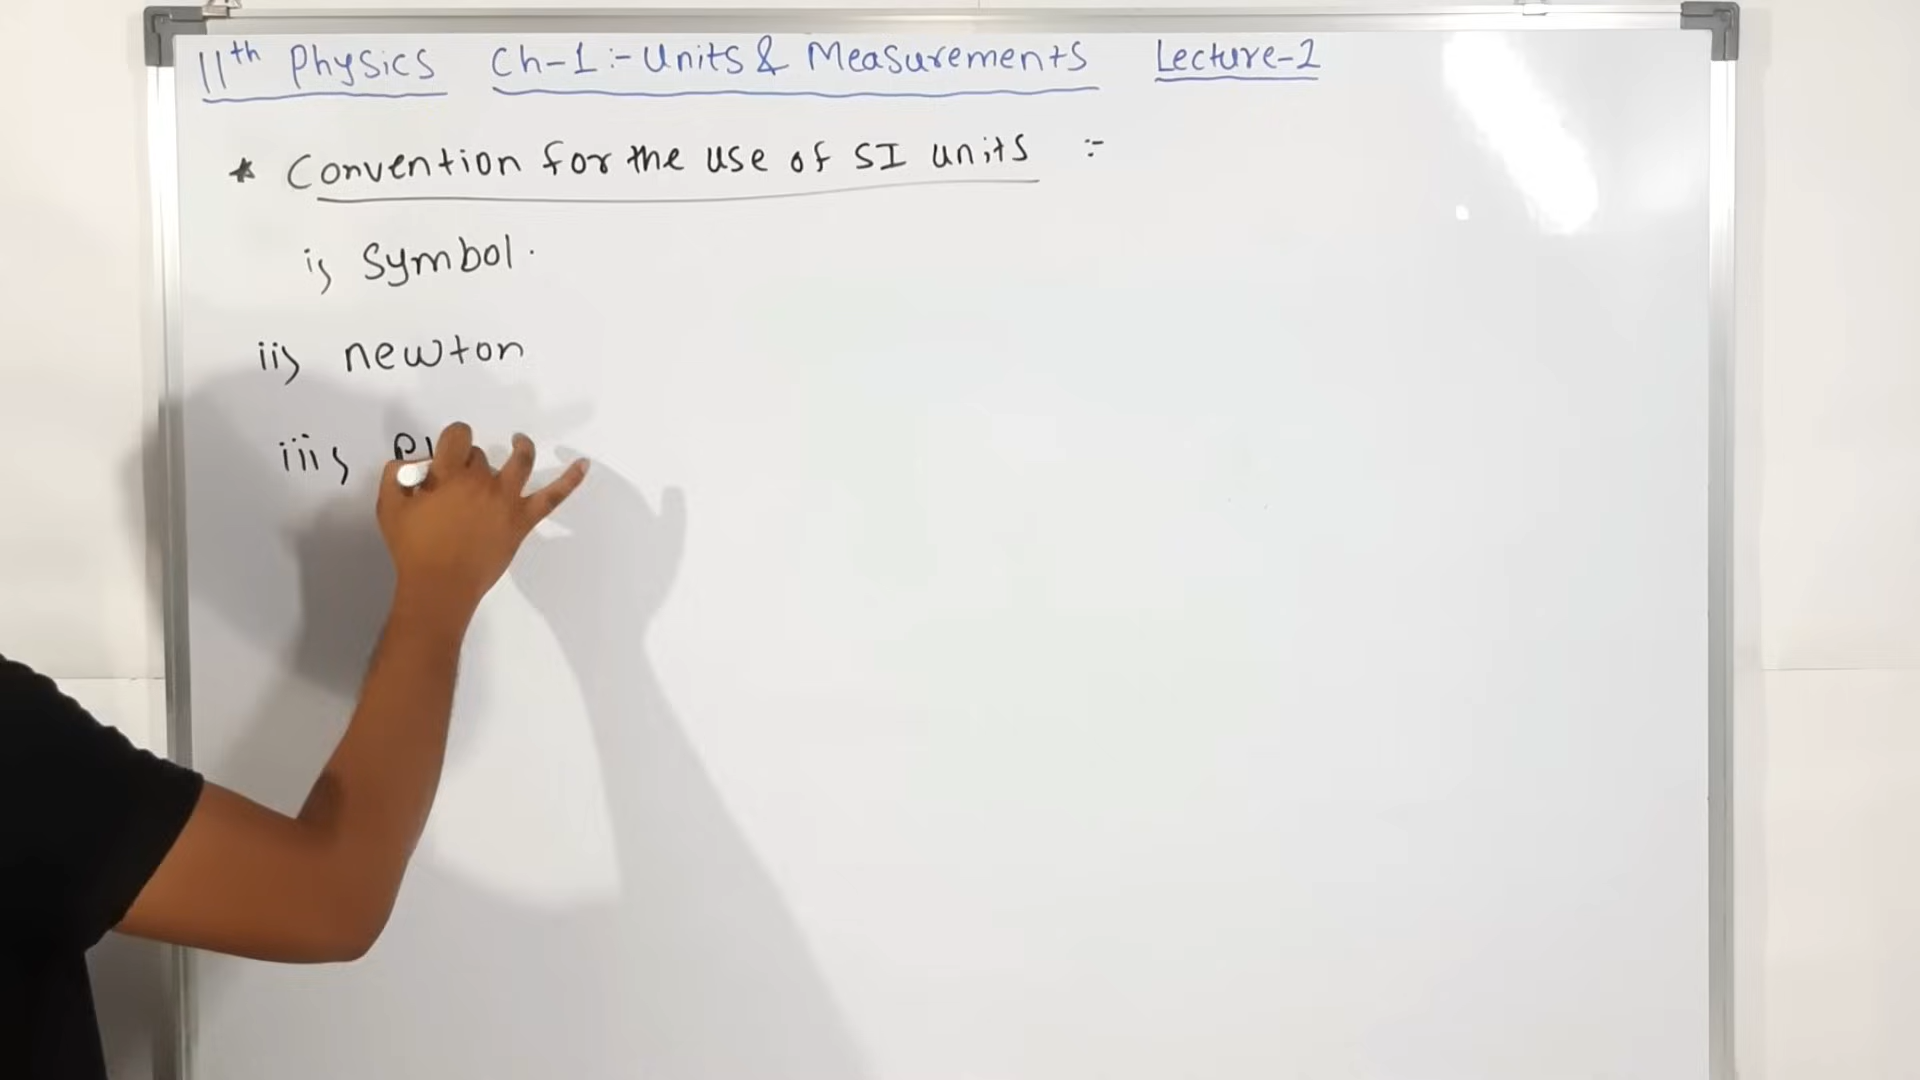 11th Physics Ch-1:- Units & Measurements Lecture-2
* Convention for the use of SI units :-
i) Symbol.
ii) newton
iii)